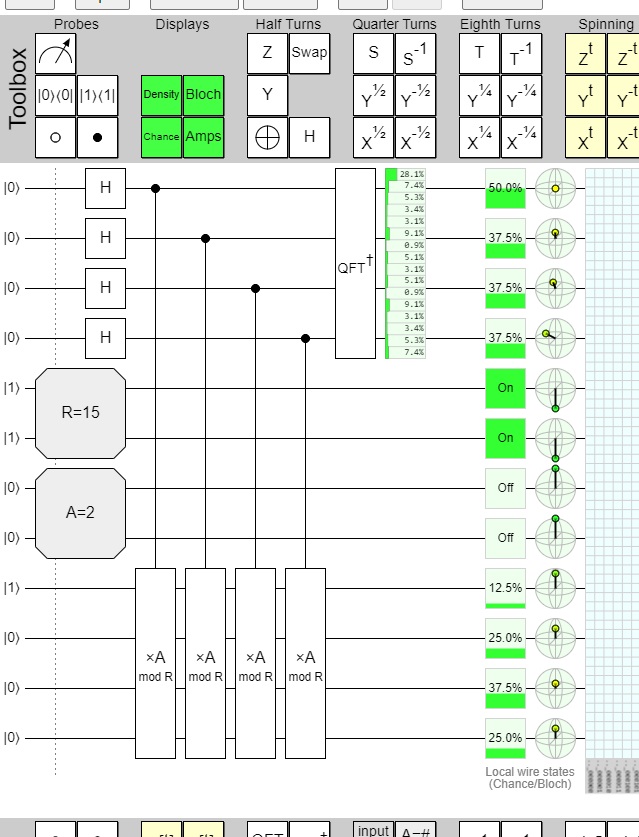 Toolbox
Probes Displays Half Turns Quarter Turns Eighth Turns Spinning
Z Swap S S⁻¹ T T⁻¹ Zᵗ Z⁻ᵗ
|0⟩⟨0| |1⟩⟨1| Density Bloch Y Y^½ Y^-½ Y^¼ Y^-¼ Yᵗ Y⁻ᵗ
Chance Amps H X^½ X^-½ X^¼ X^-¼ Xᵗ X⁻ᵗ
|0⟩ H 50.0%
|0⟩ H 37.5%
|0⟩ H 37.5%
|0⟩ H 37.5%
QFT†
28.1%
7.4%
5.3%
3.4%
3.1%
9.1%
0.9%
5.1%
3.1%
5.1%
0.9%
9.1%
3.1%
3.4%
5.3%
7.4%
|1⟩ On
R=15
|1⟩ On
|0⟩ Off
A=2
|0⟩ Off
|1⟩ 12.5%
|0⟩ 25.0%
×A ×A ×A ×A
mod R mod R mod R mod R
|0⟩ 37.5%
|0⟩ 25.0%
Local wire states
(Chance/Bloch)
input A=#